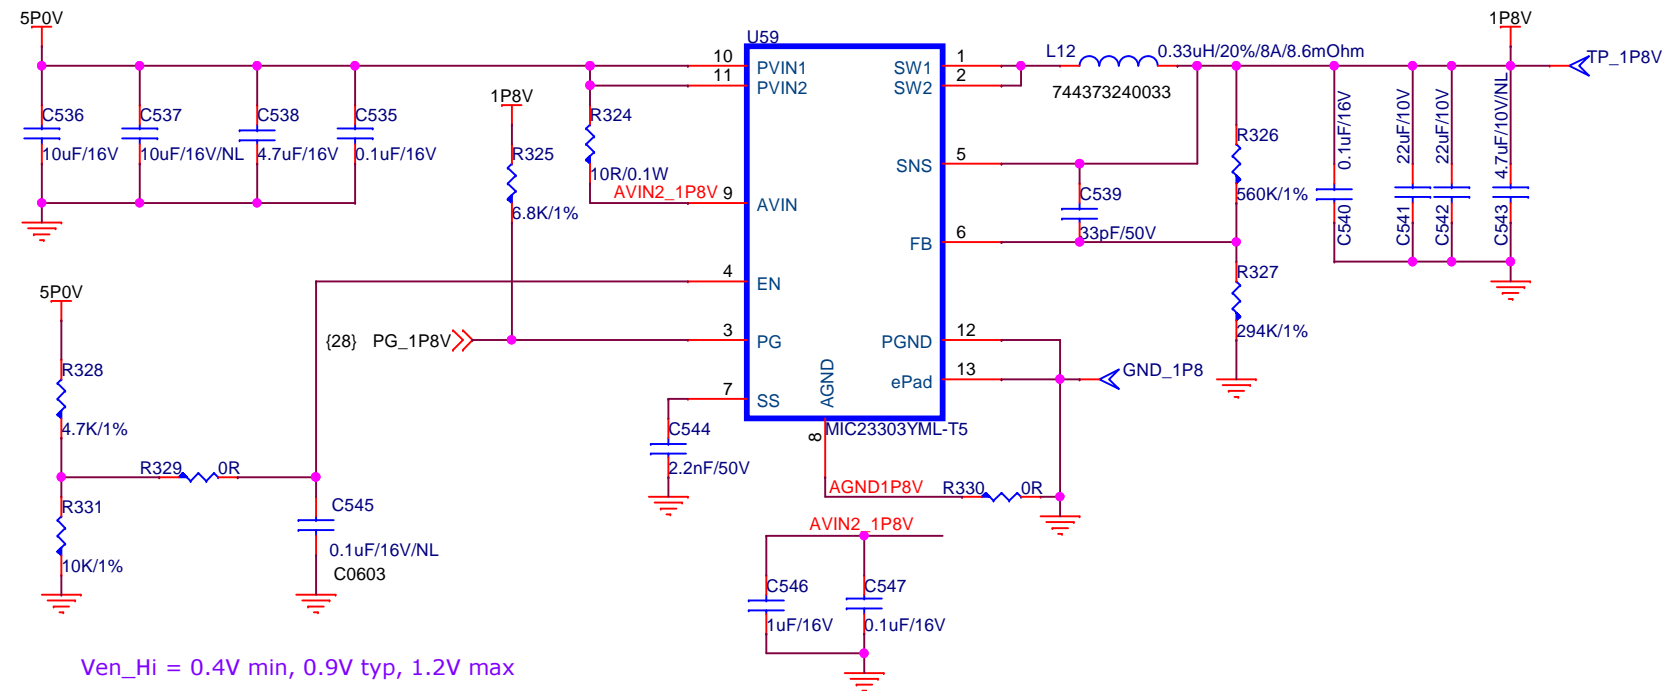 5P0V
1P8V
U59
L12 0.33uH/20%/8A/8.6mOhm
TP_1P8V
10 PVIN1
11 PVIN2
SW1 1
SW2 2
744373240033
1P8V
C536
10uF/16V
C537
10uF/16V/NL
C538
4.7uF/16V
C535
0.1uF/16V
R324
10R/0.1W
R325
6.8K/1%
AVIN2_1P8V 9 AVIN
SNS 5
C539
33pF/50V
FB 6
R326
560K/1%
R327
294K/1%
C540 0.1uF/16V
C541 22uF/10V
C542 22uF/10V
C543 4.7uF/10V/NL
4 EN
5P0V
{28} PG_1P8V
3 PG
PGND 12
ePad 13
GND_1P8
7 SS
AGND
8
MIC23303YML-T5
R328
4.7K/1%
C544
2.2nF/50V
R329 0R
AGND1P8V R330 0R
R331
10K/1%
C545
0.1uF/16V/NL
C0603
AVIN2_1P8V
C546
1uF/16V
C547
0.1uF/16V
Ven_Hi = 0.4V min, 0.9V typ, 1.2V max